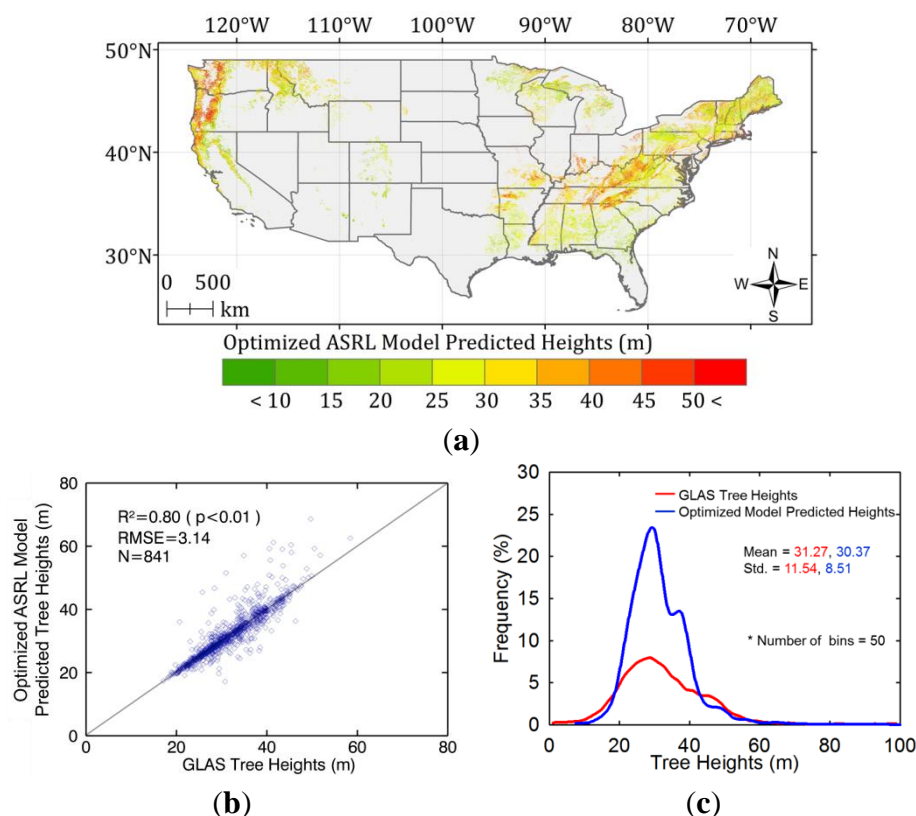 120°W 110°W 100°W 90°W 80°W 70°W
50°N
40°N
30°N
0 500
km
N
W E
S
Optimized ASRL Model Predicted Heights (m)
< 10 15 20 25 30 35 40 45 50 <
(a)
Optimized ASRL Model
Predicted Tree Heights (m)
80
60
40
20
0
R²=0.80 ( p<0.01 )
RMSE=3.14
N=841
0 20 40 60 80
GLAS Tree Heights (m)
(b)
Frequency (%)
30
25
20
15
10
5
0
GLAS Tree Heights
Optimized Model Predicted Heights
Mean = 31.27, 30.37
Std. = 11.54, 8.51
* Number of bins = 50
0 20 40 60 80 100
Tree Heights (m)
(c)